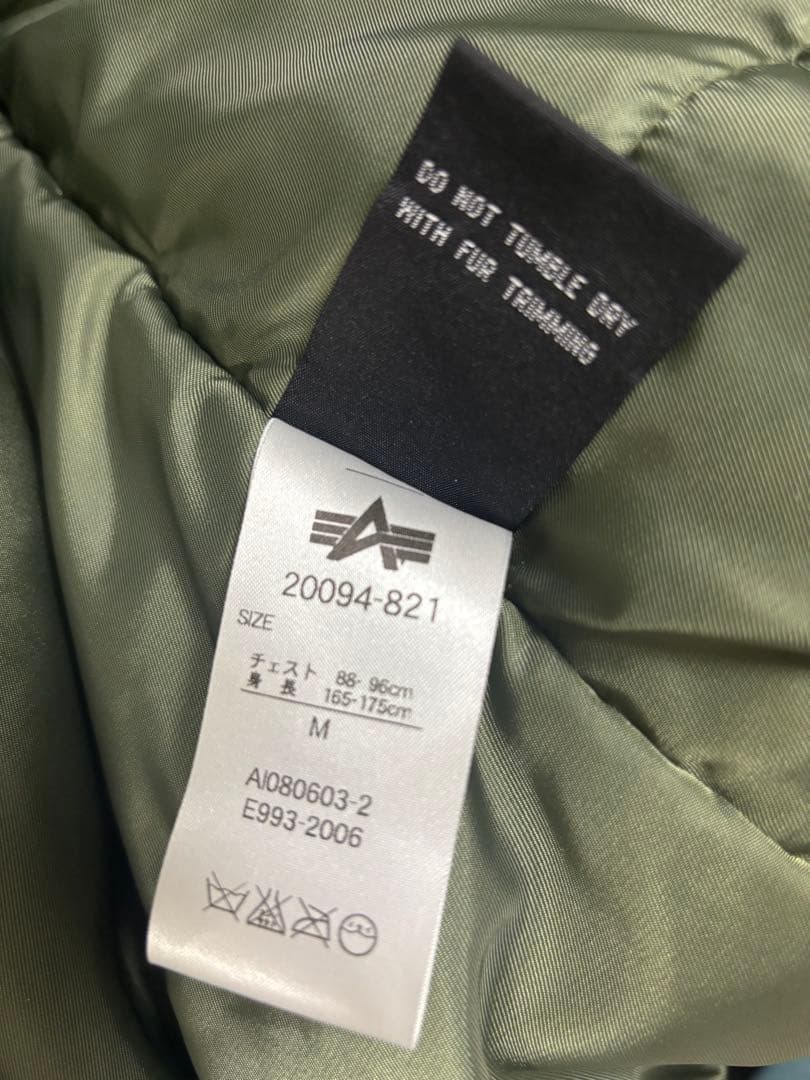 DO NOT TUMBLE DRY
WITH FUR TRIMMING
20094-821
SIZE
チェスト 88-96cm
身長 165-175cm
M
AI080603-2
E993-2006